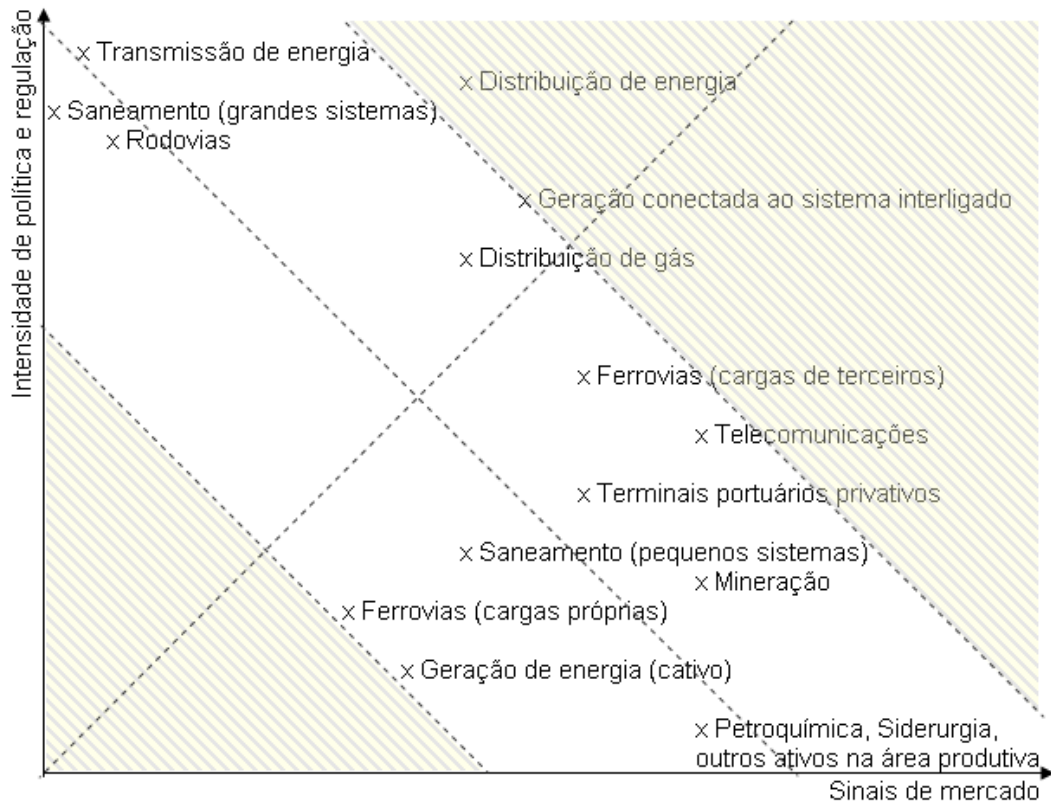 Intensidade de política e regulação
× Transmissão de energia
× Distribuição de energia
× Saneamento (grandes sistemas)
× Rodovias
× Geração conectada ao sistema interligado
× Distribuição de gás
× Ferrovias (cargas de terceiros)
× Telecomunicações
× Terminais portuários privativos
× Saneamento (pequenos sistemas)
× Mineração
× Ferrovias (cargas próprias)
× Geração de energia (cativo)
× Petroquímica, Siderurgia,
outros ativos na área produtiva
Sinais de mercado